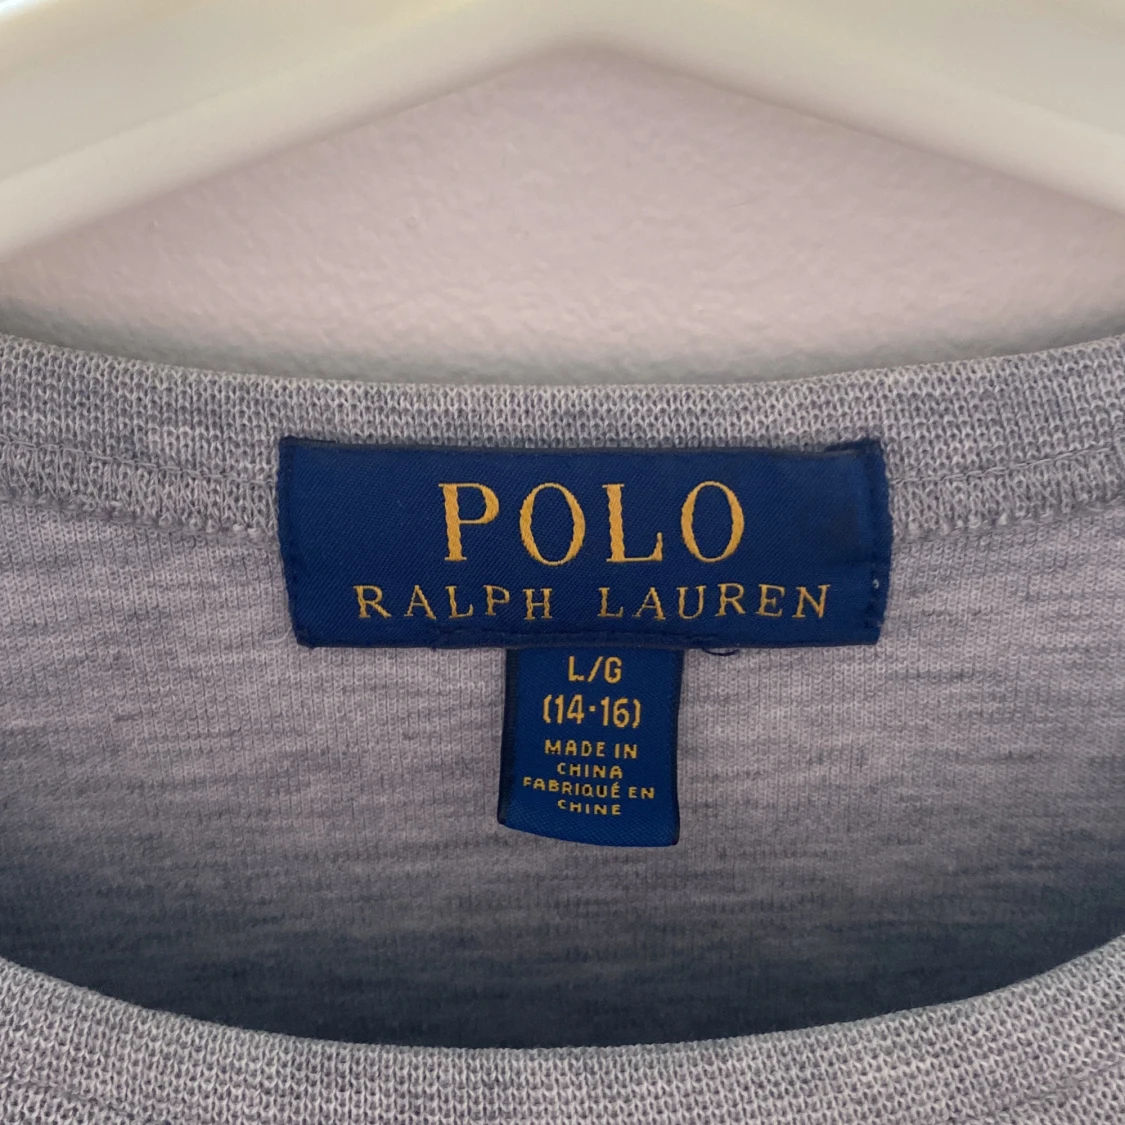 POLO
RALPH LAUREN
L/G
(14-16)
MADE IN
CHINA
FABRIQUÉ EN
CHINE